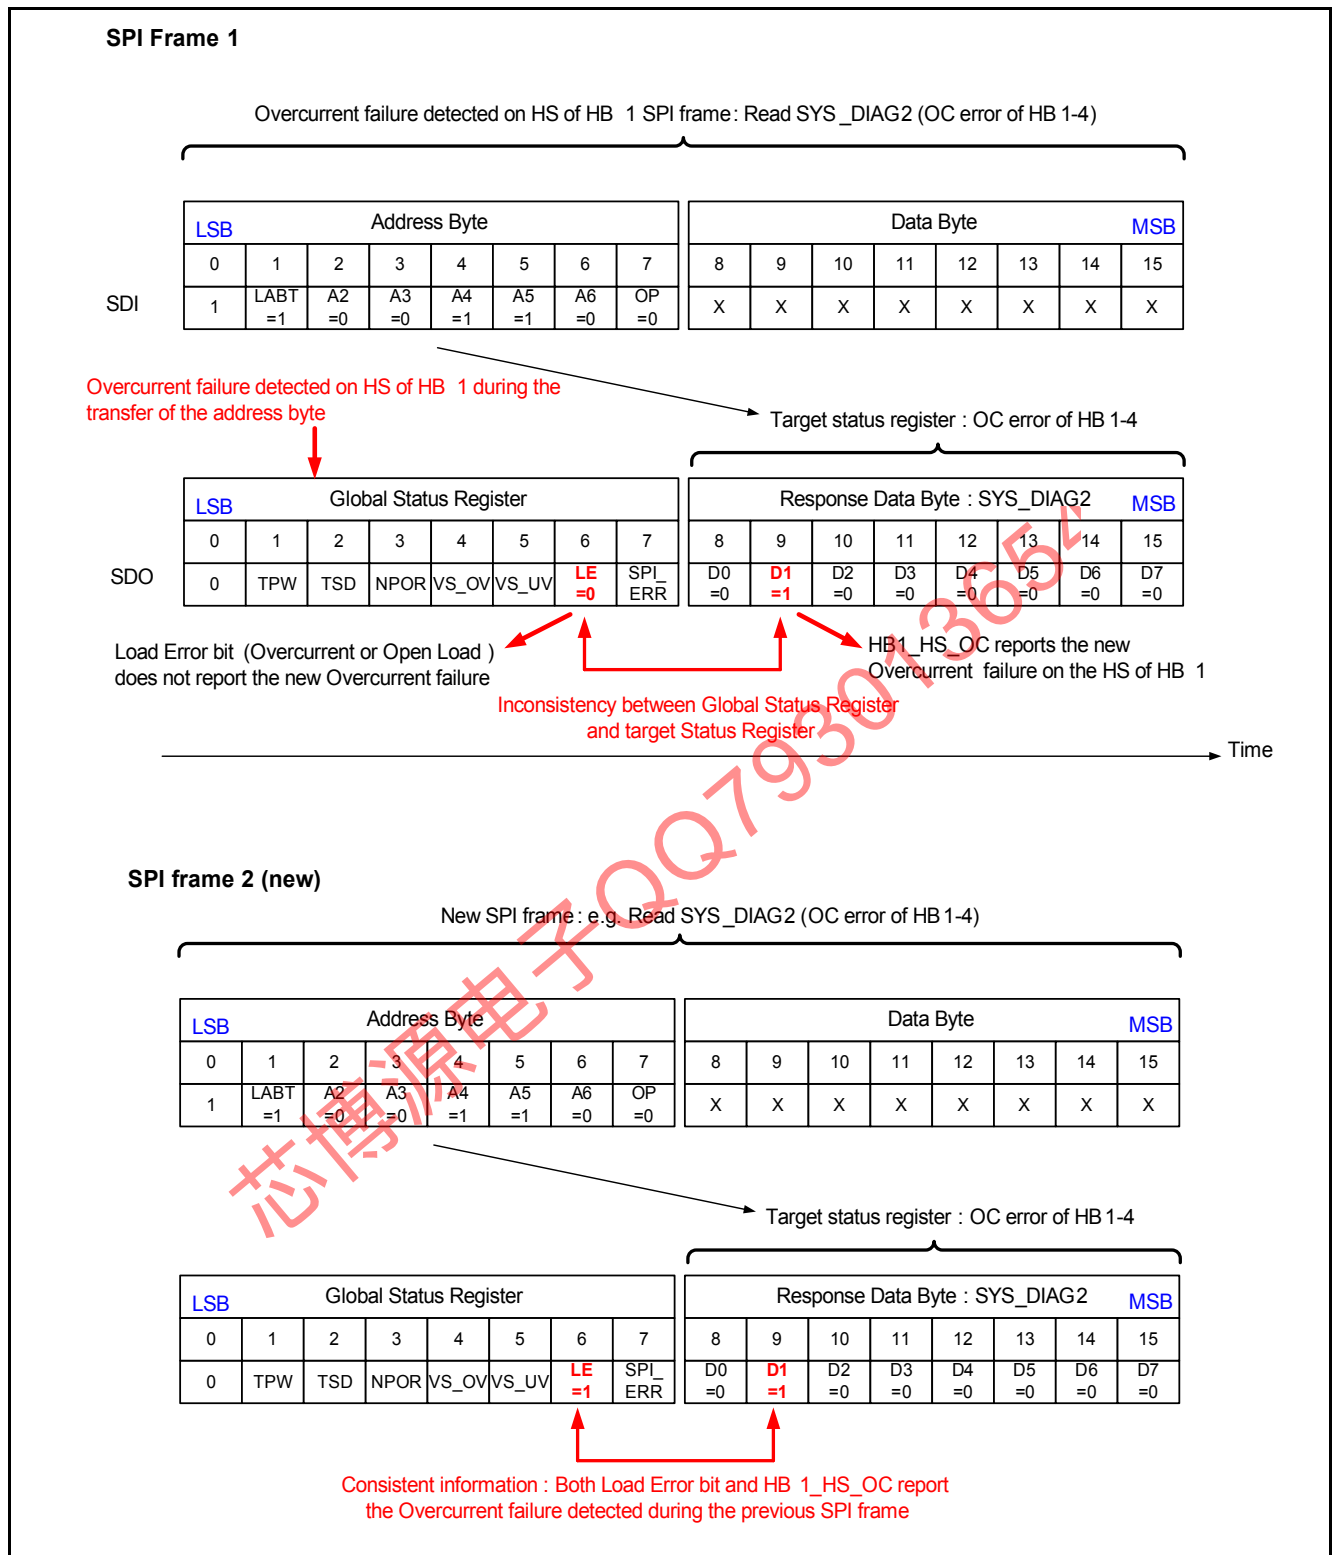 SPI Frame 1
Overcurrent failure detected on HS of HB 1 SPI frame: Read SYS_DIAG2 (OC error of HB 1-4)
LSB Address Byte Data Byte MSB
0 1 2 3 4 5 6 7 8 9 10 11 12 13 14 15
SDI
1 LABT =1 A2 =0 A3 =0 A4 =1 A5 =1 A6 =0 OP =0 X X X X X X X X
Overcurrent failure detected on HS of HB 1 during the
transfer of the address byte
Target status register : OC error of HB 1-4
LSB Global Status Register Response Data Byte : SYS_DIAG2 MSB
0 1 2 3 4 5 6 7 8 9 10 11 12 13 14 15
SDO
0 TPW TSD NPOR VS_OV VS_UV LE =0 SPI_ ERR D0 =0 D1 =1 D2 =0 D3 =0 D4 =0 D5 =0 D6 =0 D7 =0
Load Error bit (Overcurrent or Open Load )
does not report the new Overcurrent failure
HB1_HS_OC reports the new
Overcurrent failure on the HS of HB 1
Inconsistency between Global Status Register
and target Status Register
Time
SPI frame 2 (new)
New SPI frame : e.g. Read SYS_DIAG2 (OC error of HB 1-4)
LSB Address Byte Data Byte MSB
0 1 2 3 4 5 6 7 8 9 10 11 12 13 14 15
1 LABT =1 A2 =0 A3 =0 A4 =1 A5 =1 A6 =0 OP =0 X X X X X X X X
Target status register : OC error of HB 1-4
LSB Global Status Register Response Data Byte : SYS_DIAG2 MSB
0 1 2 3 4 5 6 7 8 9 10 11 12 13 14 15
0 TPW TSD NPOR VS_OV VS_UV LE =1 SPI_ ERR D0 =0 D1 =1 D2 =0 D3 =0 D4 =0 D5 =0 D6 =0 D7 =0
Consistent information : Both Load Error bit and HB 1_HS_OC report
the Overcurrent failure detected during the previous SPI frame
芯博源电子QQ793013654